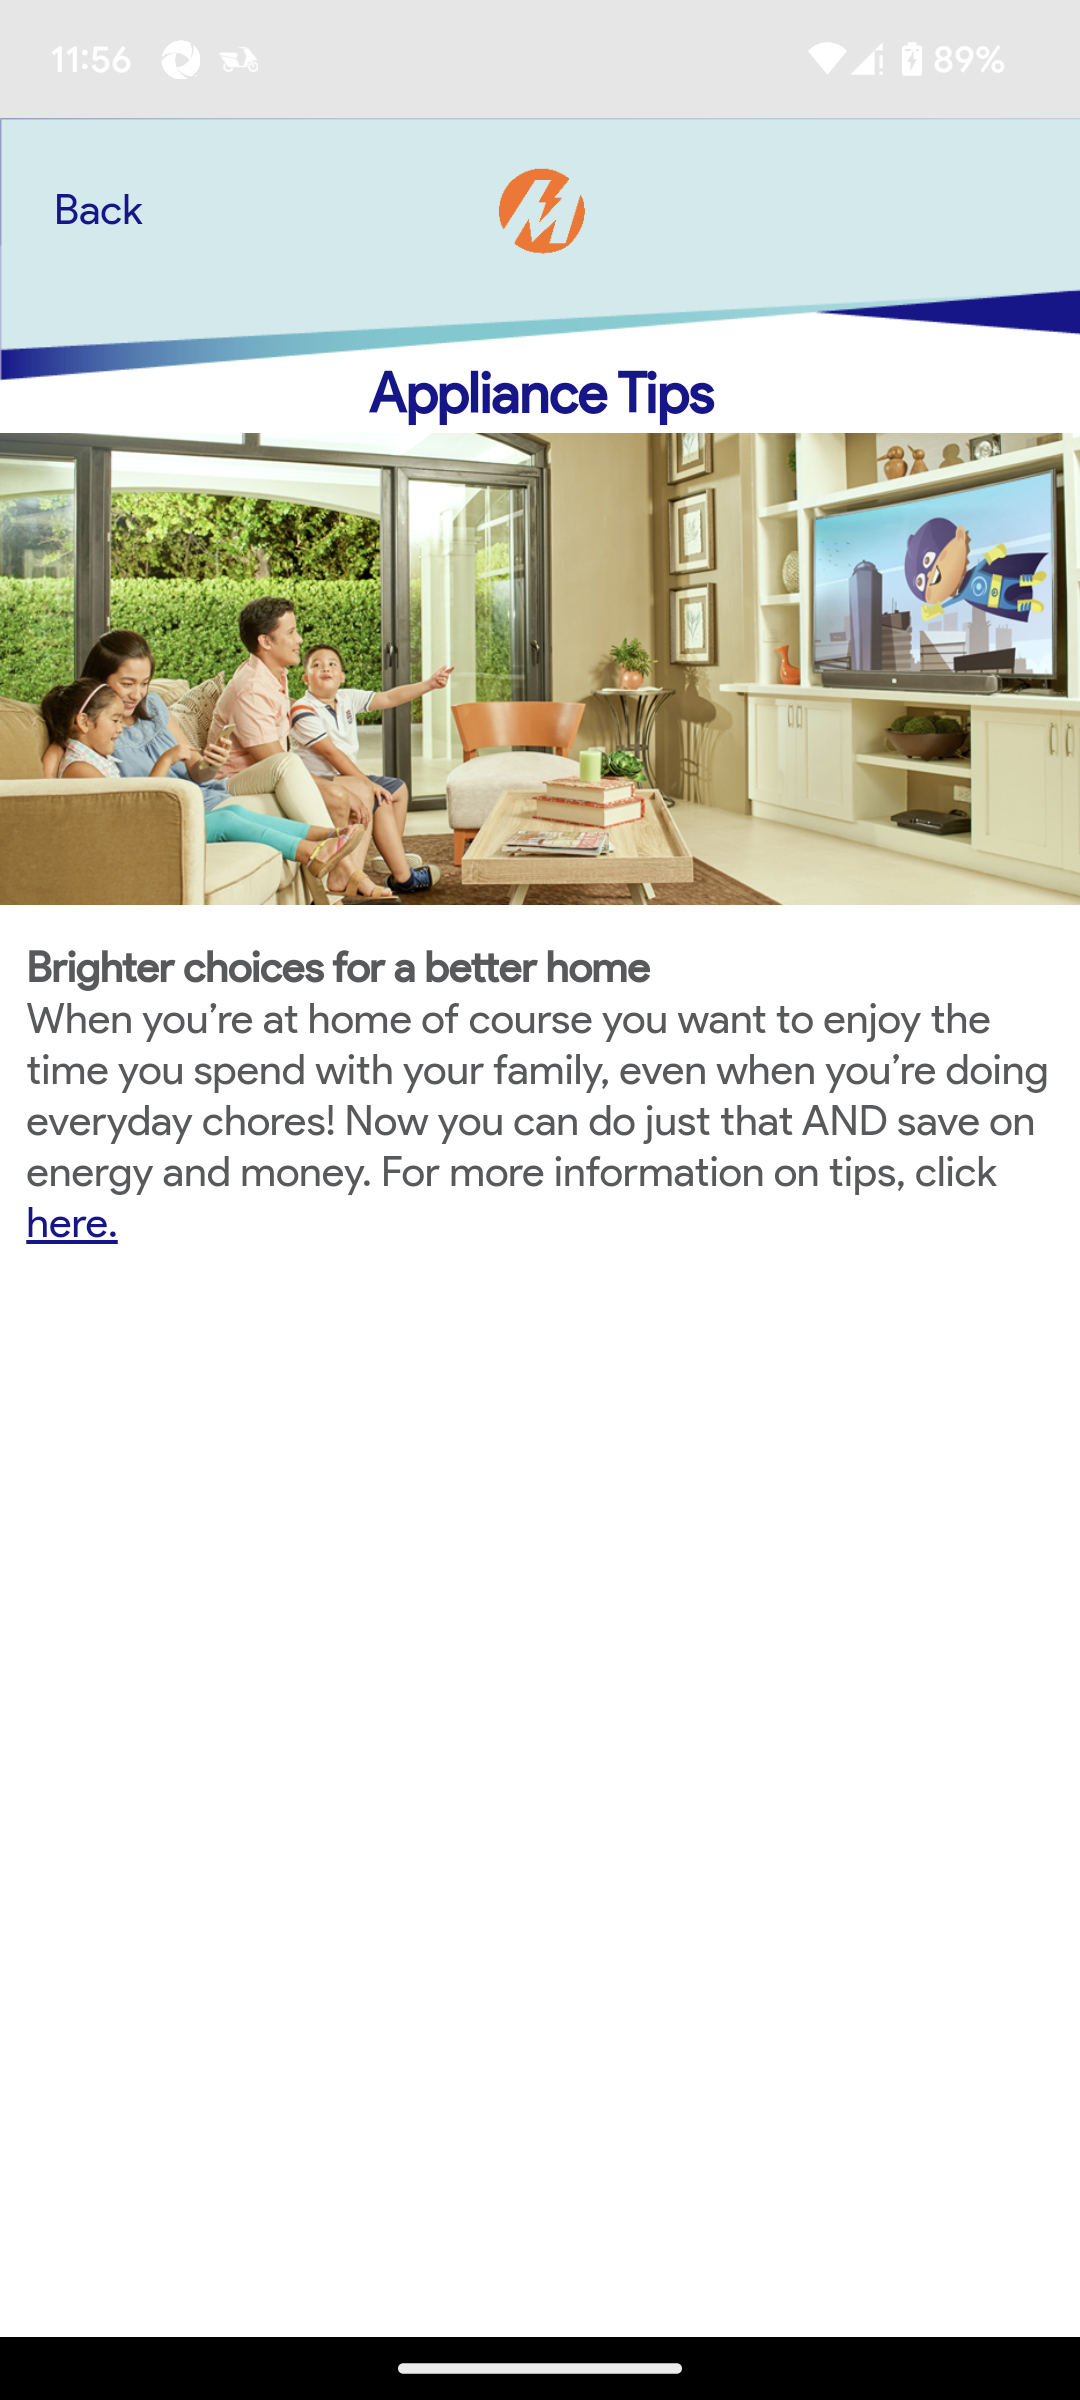 11:56
89%
Back
Appliance Tips
Brighter choices for a better home
When you’re at home of course you want to enjoy the
time you spend with your family, even when you’re doing
everyday chores! Now you can do just that AND save on
energy and money. For more information on tips, click
here.